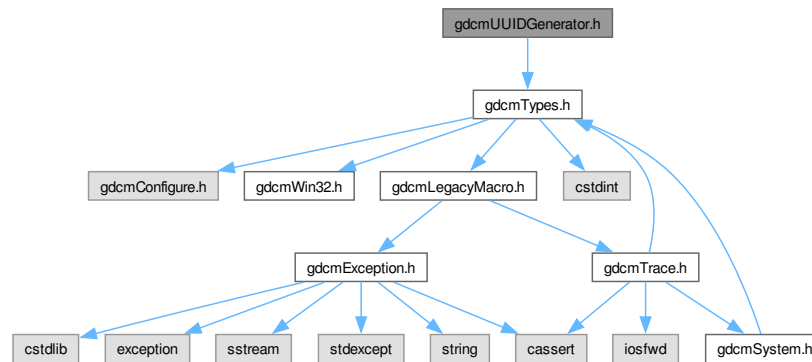 gdcmUUIDGenerator.h
gdcmTypes.h
gdcmConfigure.h
gdcmWin32.h
gdcmLegacyMacro.h
cstdint
gdcmException.h
gdcmTrace.h
cstdlib
exception
sstream
stdexcept
string
cassert
iosfwd
gdcmSystem.h